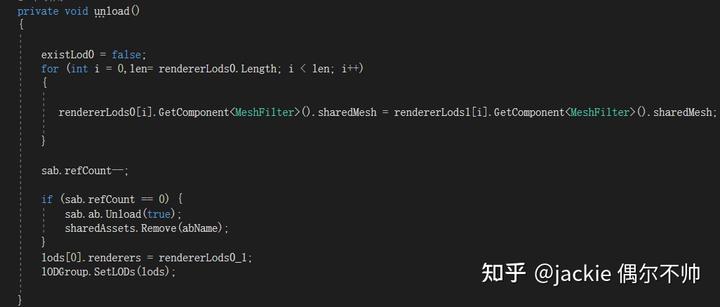 private void unload()
{
existLod0 = false;
for (int i = 0,len= rendererLods0.Length; i < len; i++)
{
rendererLods0[i].GetComponent<MeshFilter>().sharedMesh = rendererLods1[i].GetComponent<MeshFilter>().sharedMesh;
}
sab.refCount--;
if (sab.refCount == 0) {
sab.ab.Unload(true);
sharedAssets.Remove(abName);
}
lods[0].renderers = rendererLods0_1;
lODGroup.SetLODs(lods);
}
知乎 @jackie 偶尔不帅